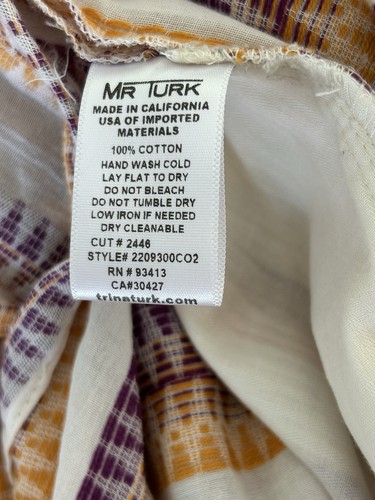 MR TURK
MADE IN CALIFORNIA
USA OF IMPORTED
MATERIALS
100% COTTON
HAND WASH COLD
LAY FLAT TO DRY
DO NOT BLEACH
DO NOT TUMBLE DRY
LOW IRON IF NEEDED
DRY CLEANABLE
CUT # 2446
STYLE# 2209300CO2
RN # 93413
CA#30427
trinaturk.com